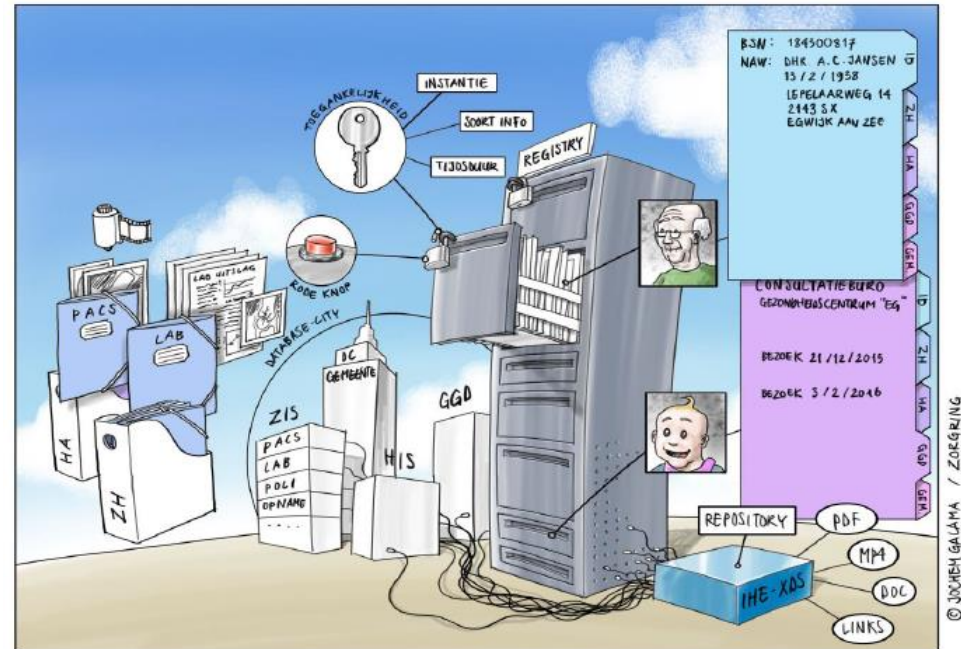 INSTANTIE
SOORT INFO
TIJDSDUUR
TOEGANKELIJKHEID
RODE KNOP
REGISTRY
PACS
LAB
LAB UITSLAG
HA
ZH
DATABASE-CITY
DC
GEMEENTE
ZIS
PACS
LAB
POLI
OPNAME
.....
HIS
GGD
REPOSITORY
IHE-XDS
PDF
MP4
DOC
LINKS
BSN: 184500817
NAW: DHR. A.C. JANSEN
13/2/1938
LEPELAARWEG 14
2143 SX
EGWIJK AAN ZEE
ID
ZH
HA
GGD
GEM
CONSULTATIEBURO
GEZONDHEIDSCENTRUM "EG"
BEZOEK 21/12/2015
BEZOEK 3/2/2016
ID
ZH
HA
GGD
GEM
© JOCHEM GALAMA / ZORGRING